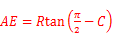 AE = Rtan(π/2 − C)